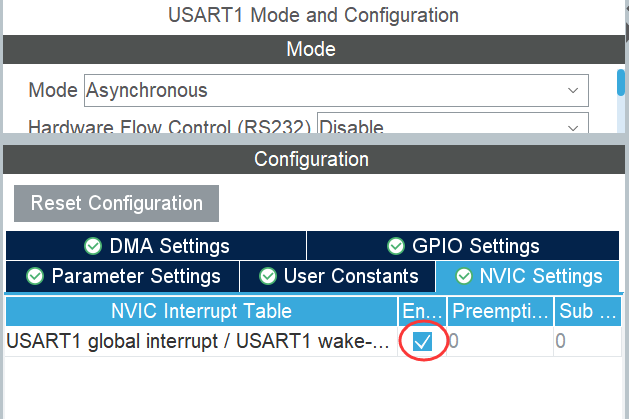 USART1 Mode and Configuration
Mode
Mode Asynchronous
Hardware Flow Control (RS232) Disable
Configuration
Reset Configuration
DMA Settings GPIO Settings
Parameter Settings User Constants NVIC Settings
NVIC Interrupt Table En... Preempti... Sub ...
USART1 global interrupt / USART1 wake-... 0 0